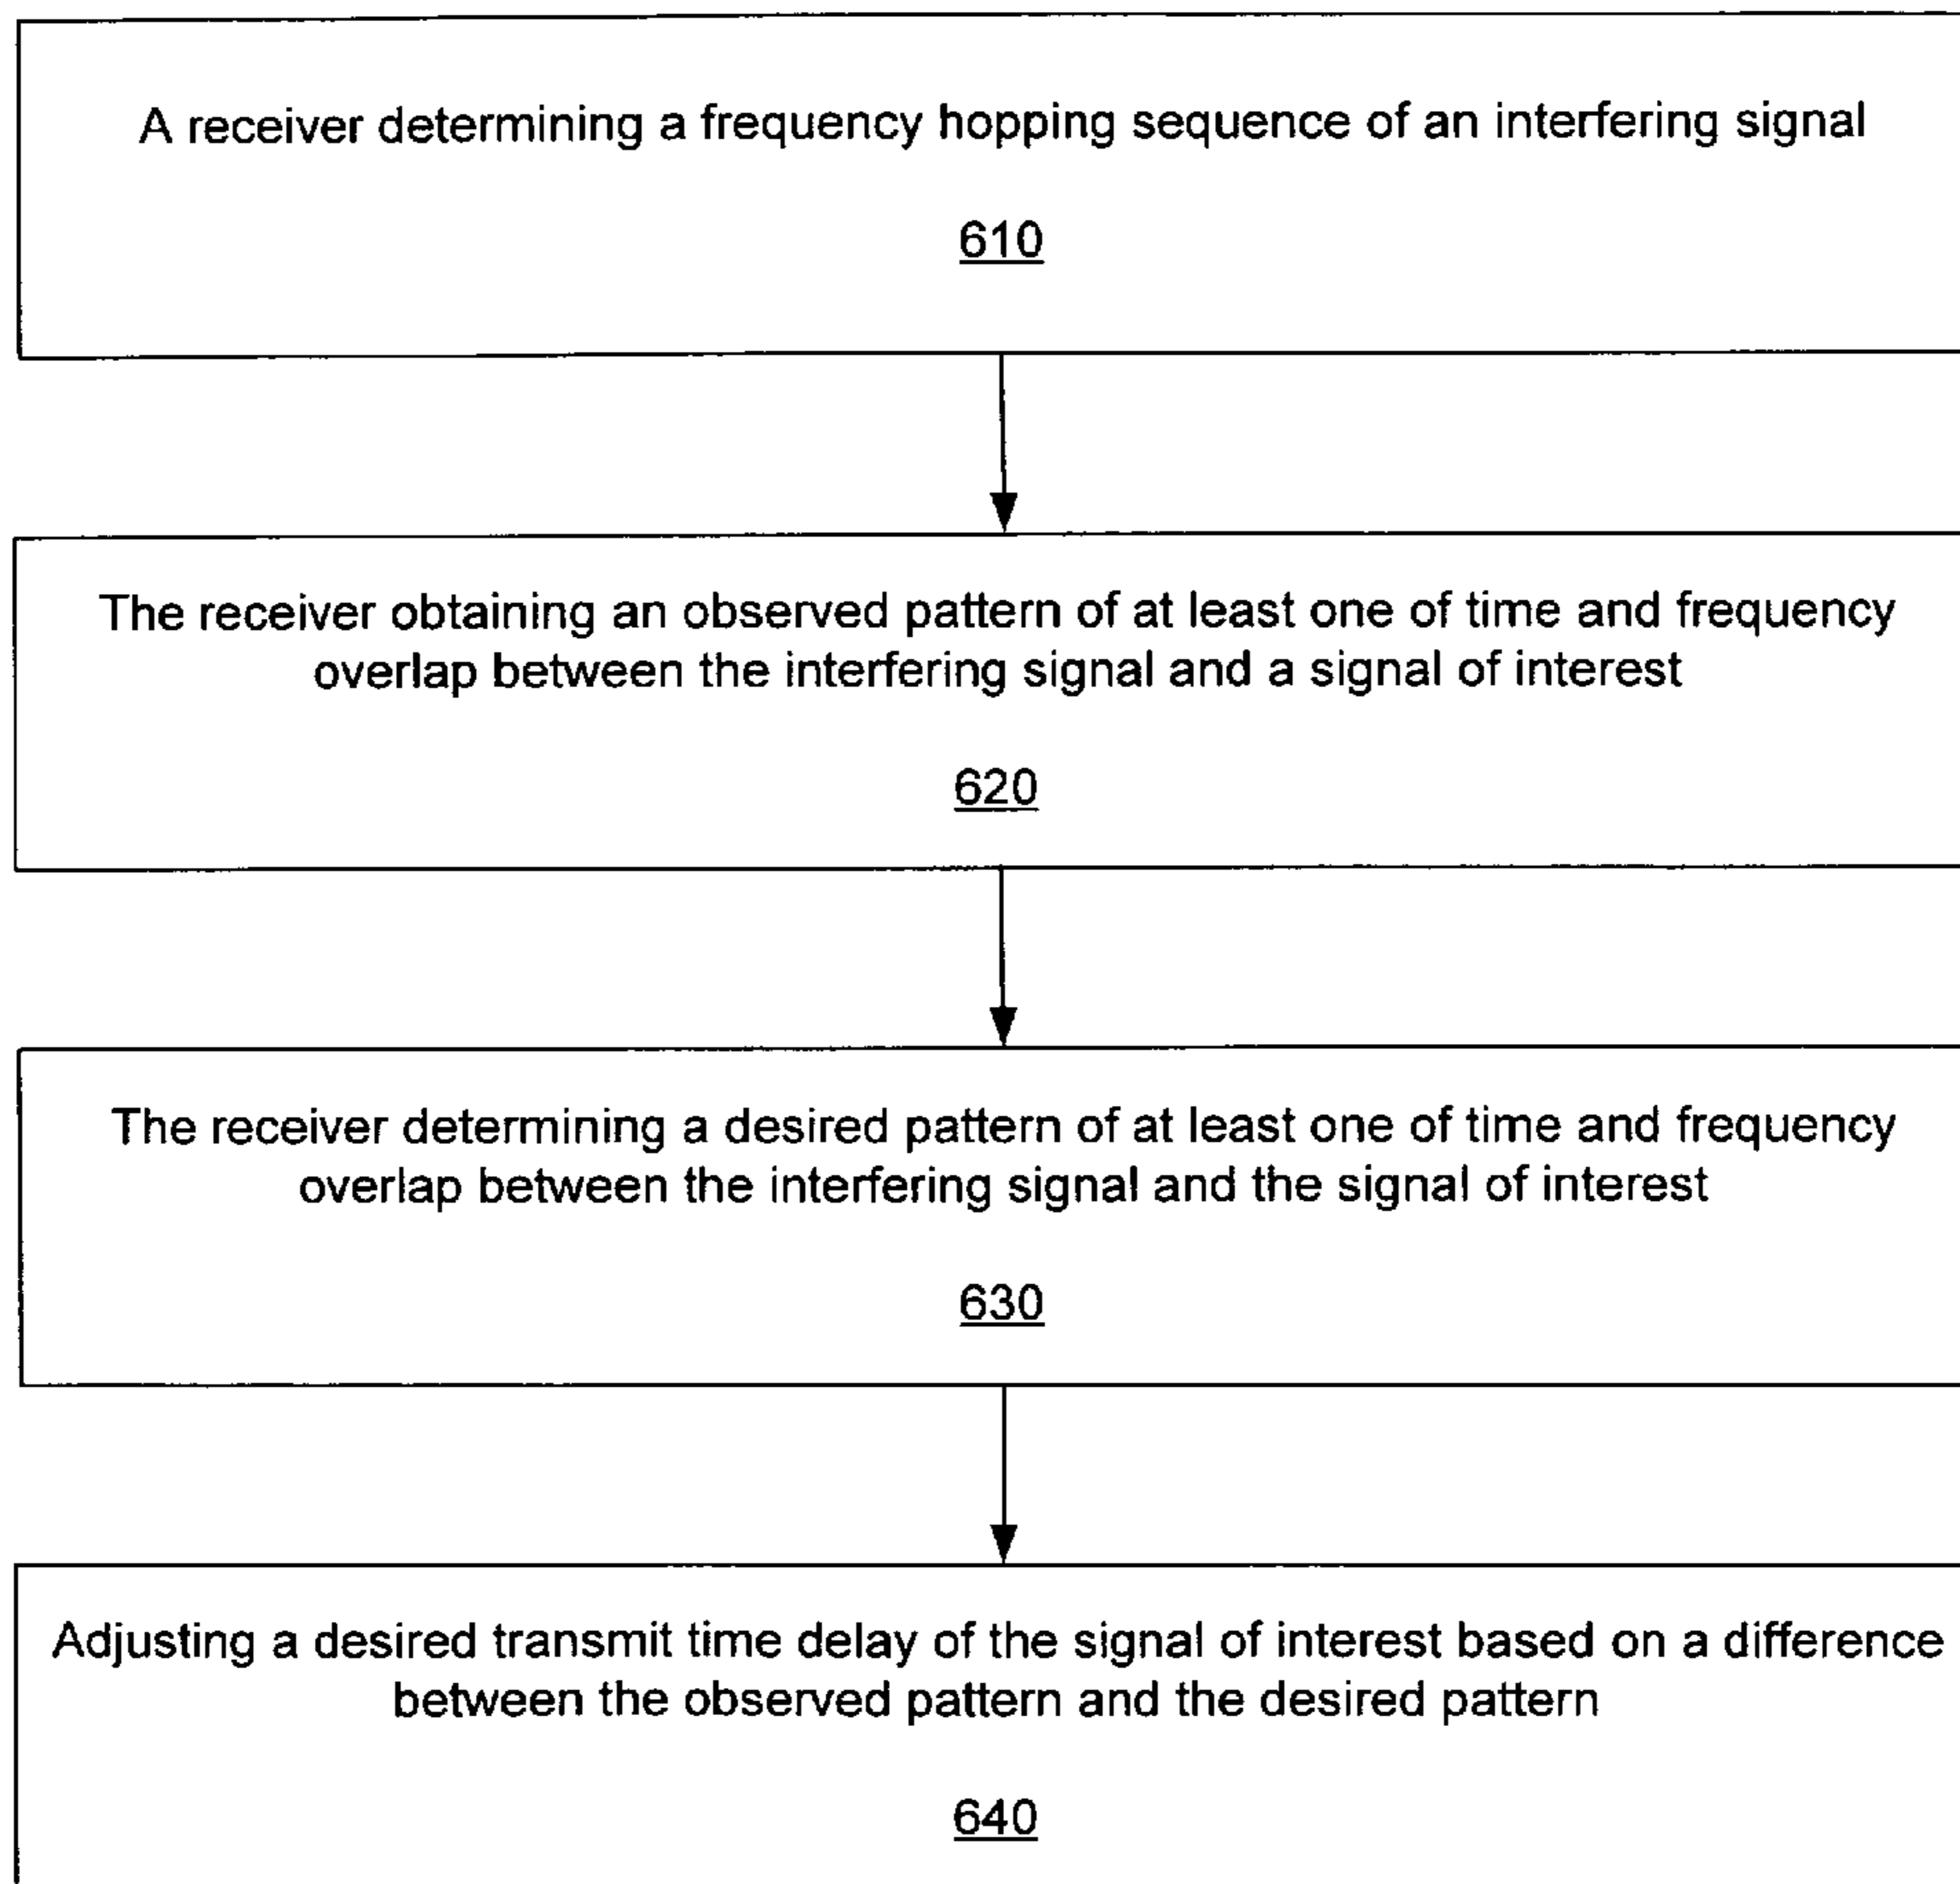 A receiver determining a frequency hopping sequence of an interfering signal
610
The receiver obtaining an observed pattern of at least one of time and frequency
overlap between the interfering signal and a signal of interest
620
The receiver determining a desired pattern of at least one of time and frequency
overlap between the interfering signal and the signal of interest
630
Adjusting a desired transmit time delay of the signal of interest based on a difference
between the observed pattern and the desired pattern
640